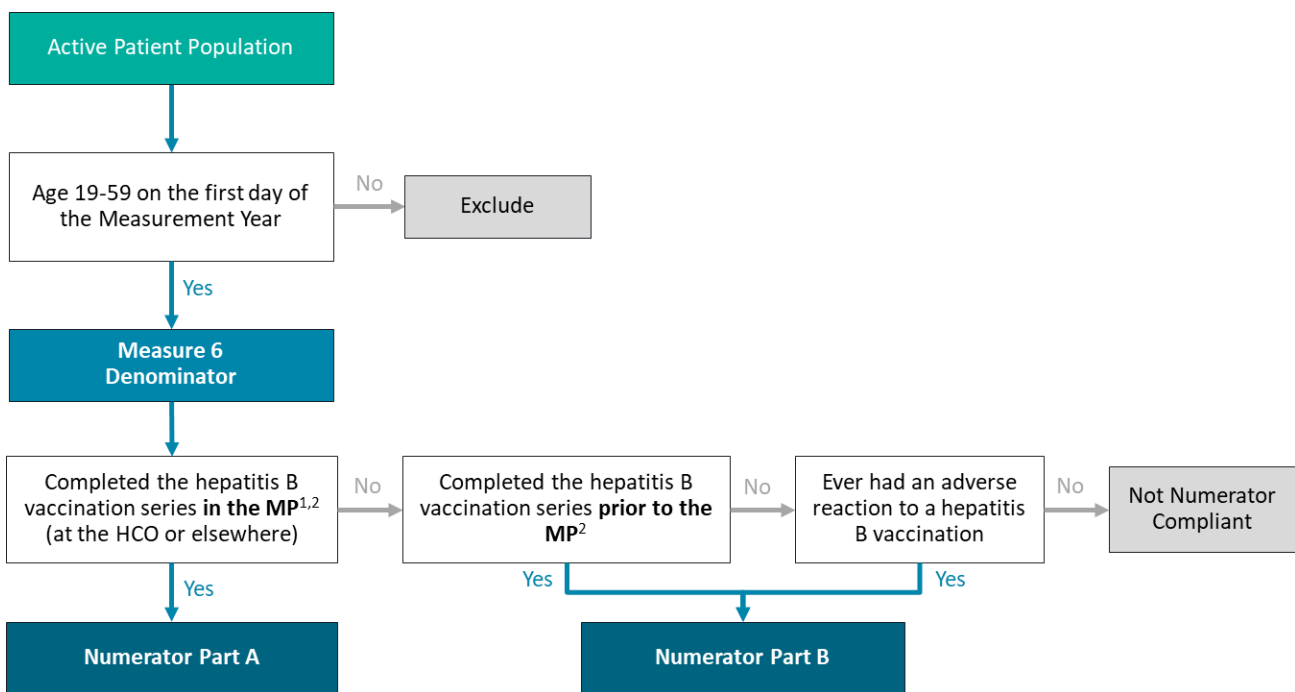 Active Patient Population
Age 19-59 on the first day of
the Measurement Year
No
Exclude
Yes
Measure 6
Denominator
Completed the hepatitis B
vaccination series in the MP1,2
(at the HCO or elsewhere)
No
Completed the hepatitis B
vaccination series prior to the
MP2
No
Ever had an adverse
reaction to a hepatitis
B vaccination
No
Not Numerator
Compliant
Yes
Yes
Yes
Numerator Part A
Numerator Part B